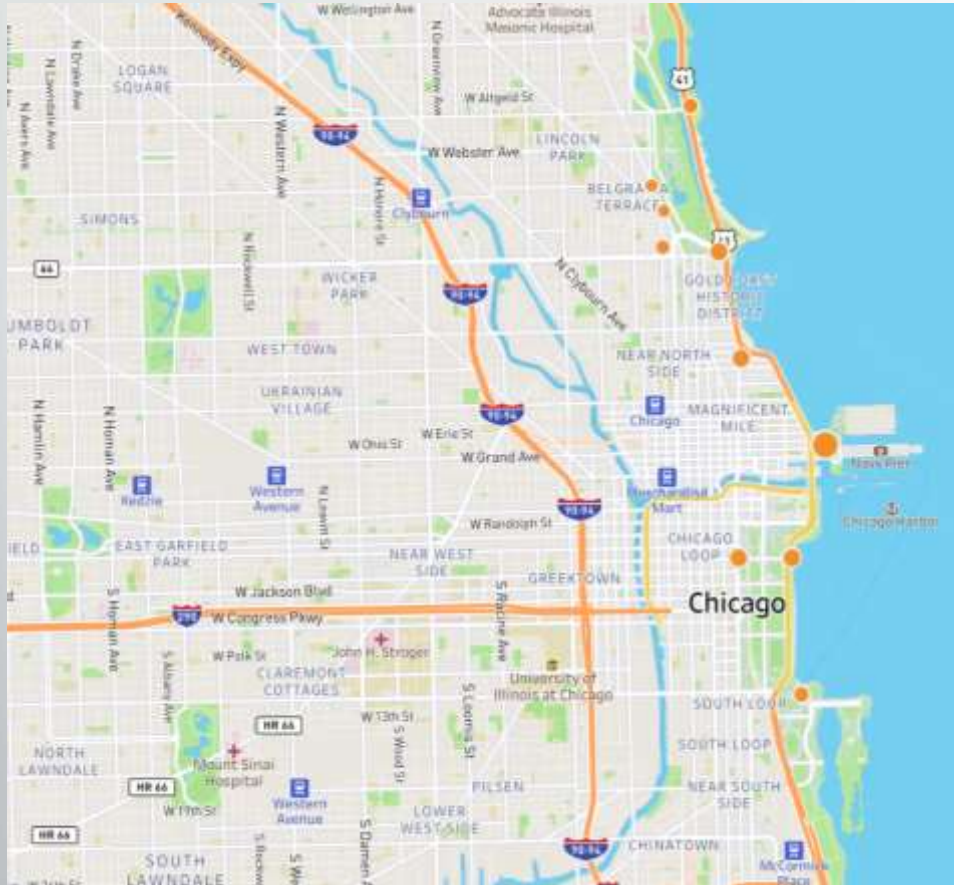 W Wellington Ave
Advocate Illinois
Masonic Hospital
Kennedy Expy
N Greenview Ave
N Drake Ave
LOGAN
SQUARE
N Lawndale Ave
41
N Avers Ave
W Altgeld St
N Western Ave
90-94
LINCOLN
PARK
W Webster Ave
N Honore St
BELGRAVIA
TERRACE
Clybourn
SIMONS
41
N Rockwell St
66
WICKER
PARK
N Clybourn Ave
GOLD COAST
HISTORIC
DISTRICT
90-94
UMBOLDT
PARK
WEST TOWN
NEAR NORTH
SIDE
UKRAINIAN
VILLAGE
N Hamlin Ave
N Homan Ave
90-94
Chicago
MAGNIFICENT
MILE
W Erie St
W Ohio St
W Grand Ave
Navy Pier
Kedzie
Western
Avenue
Merchandise
Mart
90-94
Chicago Harbor
W Randolph St
CHICAGO
LOOP
FIELD
EAST GARFIELD
PARK
NEAR WEST
SIDE
GREEKTOWN
W Jackson Blvd
S Racine Ave
Chicago
290
W Congress Pkwy
S Homan Ave
W Polk St
John H. Stroger
CLAREMONT
COTTAGES
University of
Illinois at Chicago
S Albany Ave
S Loomis St
SOUTH LOOP
HR 66
W 13th St
S Wood St
SOUTH LOOP
NORTH
LAWNDALE
Mount Sinai
Hospital
HR 66
Western
Avenue
PILSEN
NEAR SOUTH
SIDE
W 19th St
LOWER
WEST SIDE
HR 66
S Damen A
90-94
CHINATOWN
SOUTH
LAWNDALE
McCormick
Place